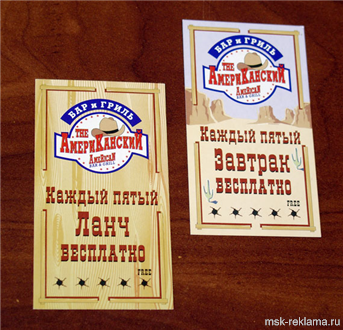 БАР и ГРИЛЬ
THE
АмериКанский
American
BAR & GRILL
Каждый пятый
Ланч
БЕСПЛАТНО
FREE
БАР и ГРИЛЬ
THE
АмериКанский
American
BAR & GRILL
Каждый пятый
Завтрак
БЕСПЛАТНО
FREE
msk-reklama.ru